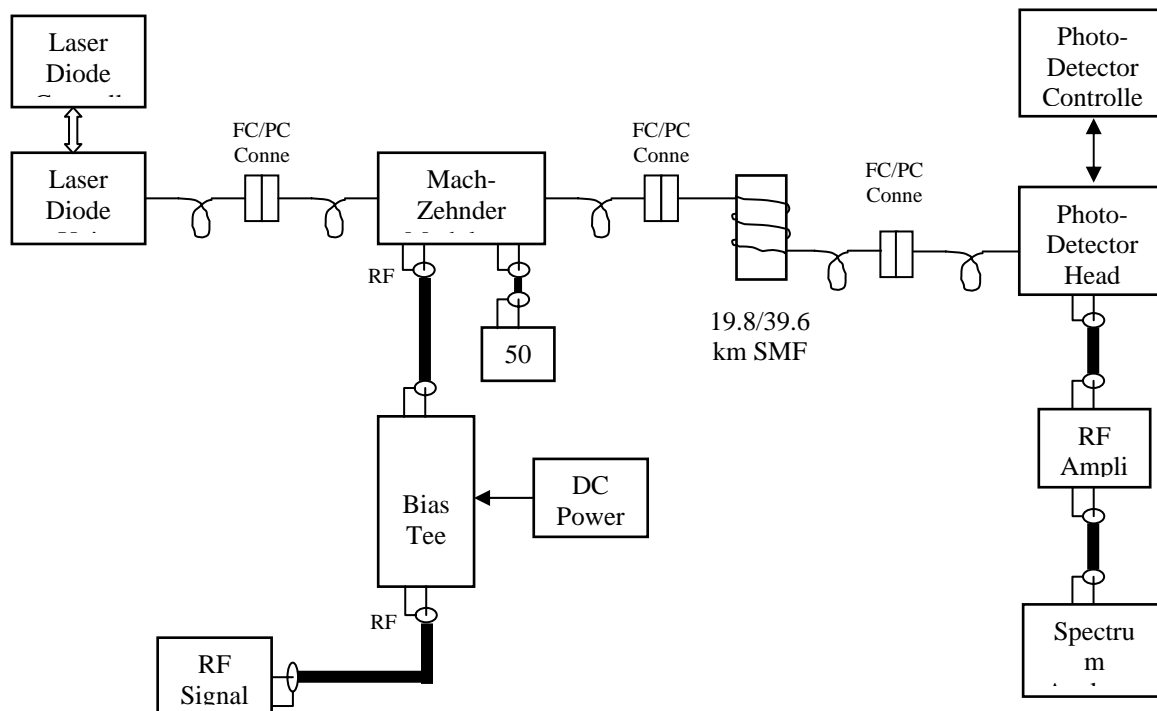 Laser
Diode
Photo-
Detector
Controlle
FC/PC
Conne
FC/PC
Conne
FC/PC
Conne
Laser
Diode
Mach-
Zehnder
Photo-
Detector
Head
RF
50
19.8/39.6
km SMF
RF
Ampli
Bias
Tee
DC
Power
RF
RF
Signal
Spectru
m